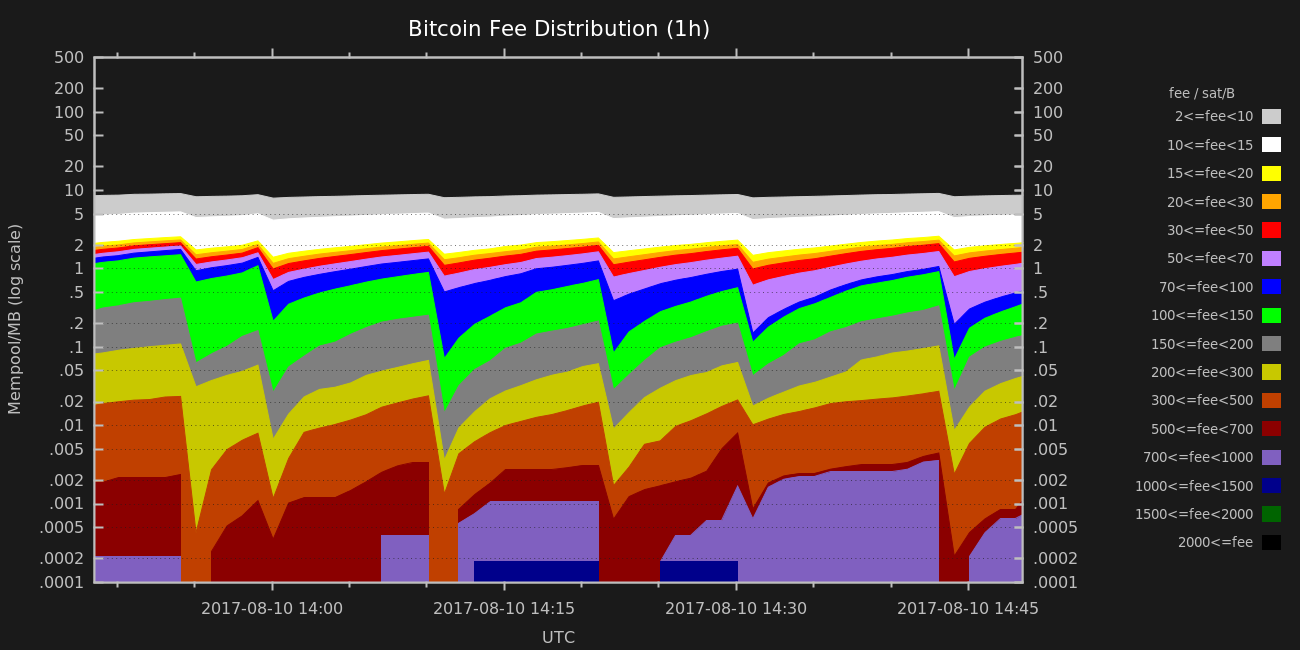 Bitcoin Fee Distribution (1h)
500 500
200 200
100 100
50 50
20 20
10 10
5 5
2 2
1 1
.5 .5
.2 .2
.1 .1
.05 .05
.02 .02
.01 .01
.005 .005
.002 .002
.001 .001
.0005 .0005
.0002 .0002
.0001 .0001
Mempool/MB (log scale)
2017-08-10 14:00 2017-08-10 14:15 2017-08-10 14:30 2017-08-10 14:45
UTC
fee / sat/B
2<=fee<10
10<=fee<15
15<=fee<20
20<=fee<30
30<=fee<50
50<=fee<70
70<=fee<100
100<=fee<150
150<=fee<200
200<=fee<300
300<=fee<500
500<=fee<700
700<=fee<1000
1000<=fee<1500
1500<=fee<2000
2000<=fee